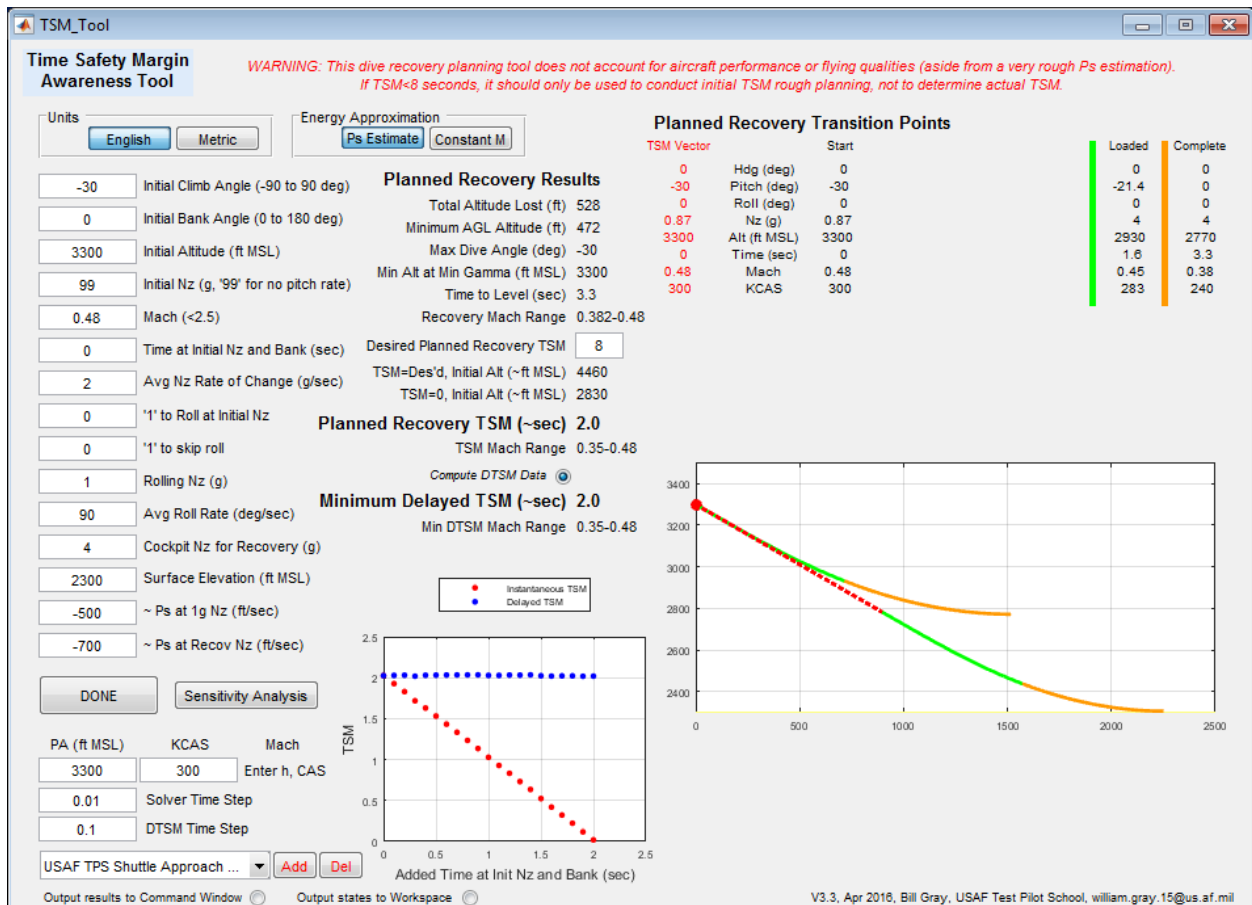 TSM_Tool
Time Safety Margin
Awareness Tool
WARNING: This dive recovery planning tool does not account for aircraft performance or flying qualities (aside from a very rough Ps estimation).
If TSM<8 seconds, it should only be used to conduct initial TSM rough planning, not to determine actual TSM.
Units
English Metric
Energy Approximation
Ps Estimate Constant M
-30 Initial Climb Angle (-90 to 90 deg)
0 Initial Bank Angle (0 to 180 deg)
3300 Initial Altitude (ft MSL)
99 Initial Nz (g, '99' for no pitch rate)
0.48 Mach (<2.5)
0 Time at Initial Nz and Bank (sec)
2 Avg Nz Rate of Change (g/sec)
0 '1' to Roll at Initial Nz
0 '1' to skip roll
1 Rolling Nz (g)
90 Avg Roll Rate (deg/sec)
4 Cockpit Nz for Recovery (g)
2300 Surface Elevation (ft MSL)
-500 ~ Ps at 1g Nz (ft/sec)
-700 ~ Ps at Recov Nz (ft/sec)
DONE Sensitivity Analysis
PA (ft MSL) KCAS Mach
3300 300 Enter h, CAS
0.01 Solver Time Step
0.1 DTSM Time Step
USAF TPS Shuttle Approach ... Add Del
Output results to Command Window Output states to Workspace
Planned Recovery Results
Total Altitude Lost (ft) 528
Minimum AGL Altitude (ft) 472
Max Dive Angle (deg) -30
Min Alt at Min Gamma (ft MSL) 3300
Time to Level (sec) 3.3
Recovery Mach Range 0.382-0.48
Desired Planned Recovery TSM 8
TSM=Des'd, Initial Alt (~ft MSL) 4460
TSM=0, Initial Alt (~ft MSL) 2830
Planned Recovery TSM (~sec) 2.0
TSM Mach Range 0.35-0.48
Compute DTSM Data
Minimum Delayed TSM (~sec) 2.0
Min DTSM Mach Range 0.35-0.48
Instantaneous TSM
Delayed TSM
2.5
2
1.5
1
0.5
0
TSM
0 0.5 1 1.5 2 2.5
Added Time at Init Nz and Bank (sec)
Planned Recovery Transition Points
TSM Vector Start Loaded Complete
0 Hdg (deg) 0 0 0
-30 Pitch (deg) -30 -21.4 0
0 Roll (deg) 0 0 0
0.87 Nz (g) 0.87 4 4
3300 Alt (ft MSL) 3300 2930 2770
0 Time (sec) 0 1.6 3.3
0.48 Mach 0.48 0.45 0.38
300 KCAS 300 283 240
3400
3200
3000
2800
2600
2400
0 500 1000 1500 2000 2500
V3.3, Apr 2016, Bill Gray, USAF Test Pilot School, william.gray.15@us.af.mil